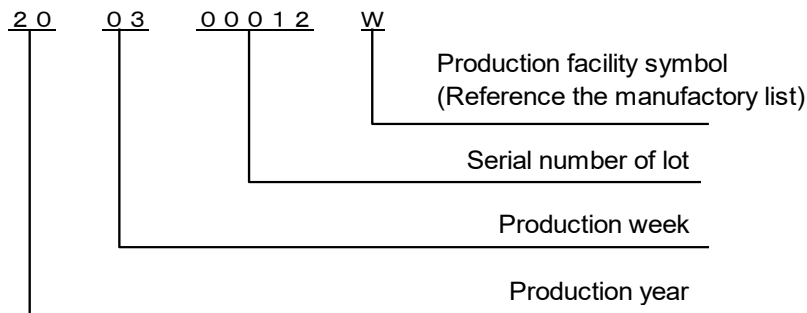 ２０ ０３ ０００１２ Ｗ
Production facility symbol
(Reference the manufactory list)
Serial number of lot
Production week
Production year